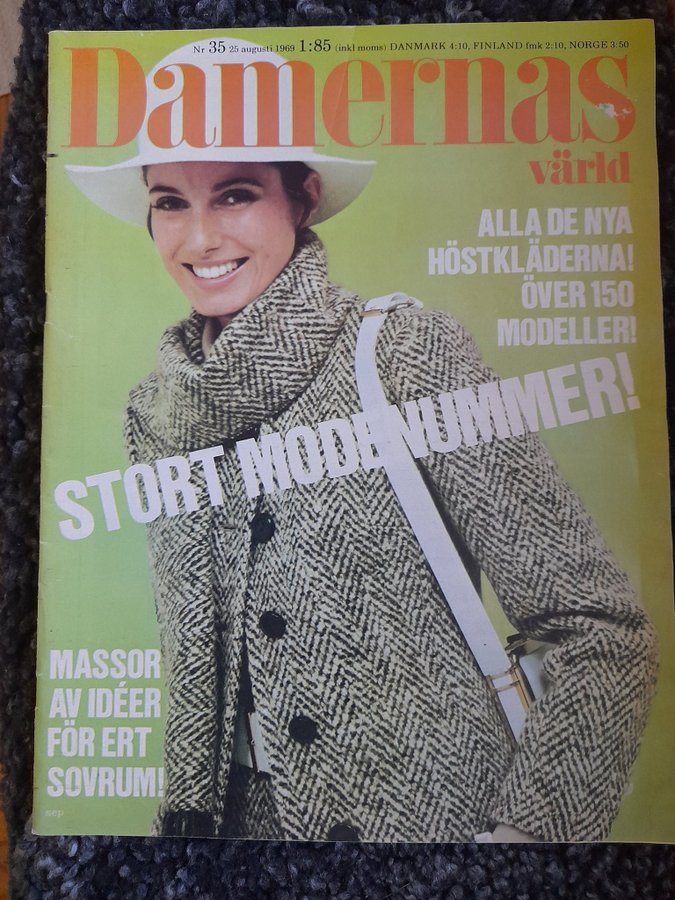 Nr 35 25 augusti 1969 1:85 (inkl moms) DANMARK 4:10, FINLAND fmk 2:10, NORGE 3:50
Damernas
värld
ALLA DE NYA
HÖSTKLÄDERNA!
ÖVER 150
MODELLER!
STORT MODENUMMER!
MASSOR
AV IDÉER
FÖR ERT
SOVRUM!
sep